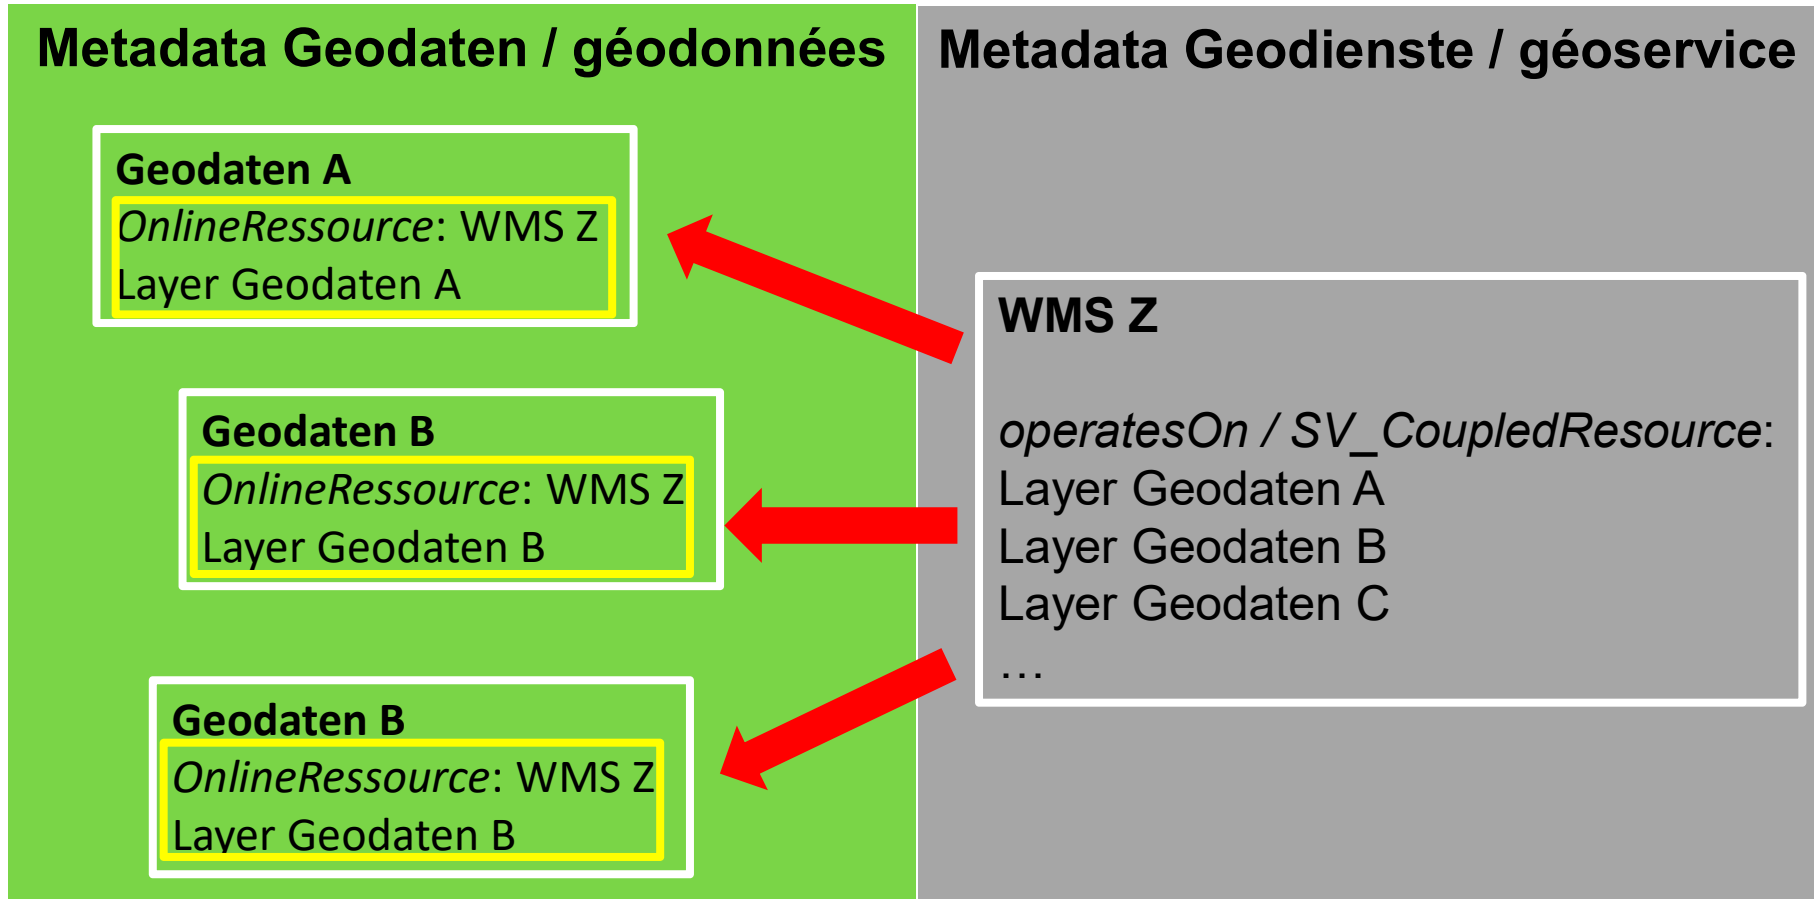 Metadata Geodaten / géodonnées
Geodaten A
OnlineRessource: WMS Z
Layer Geodaten A
Geodaten B
OnlineRessource: WMS Z
Layer Geodaten B
Geodaten B
OnlineRessource: WMS Z
Layer Geodaten B
Metadata Geodienste / géoservice
WMS Z
operatesOn / SV_CoupledResource:
Layer Geodaten A
Layer Geodaten B
Layer Geodaten C
…